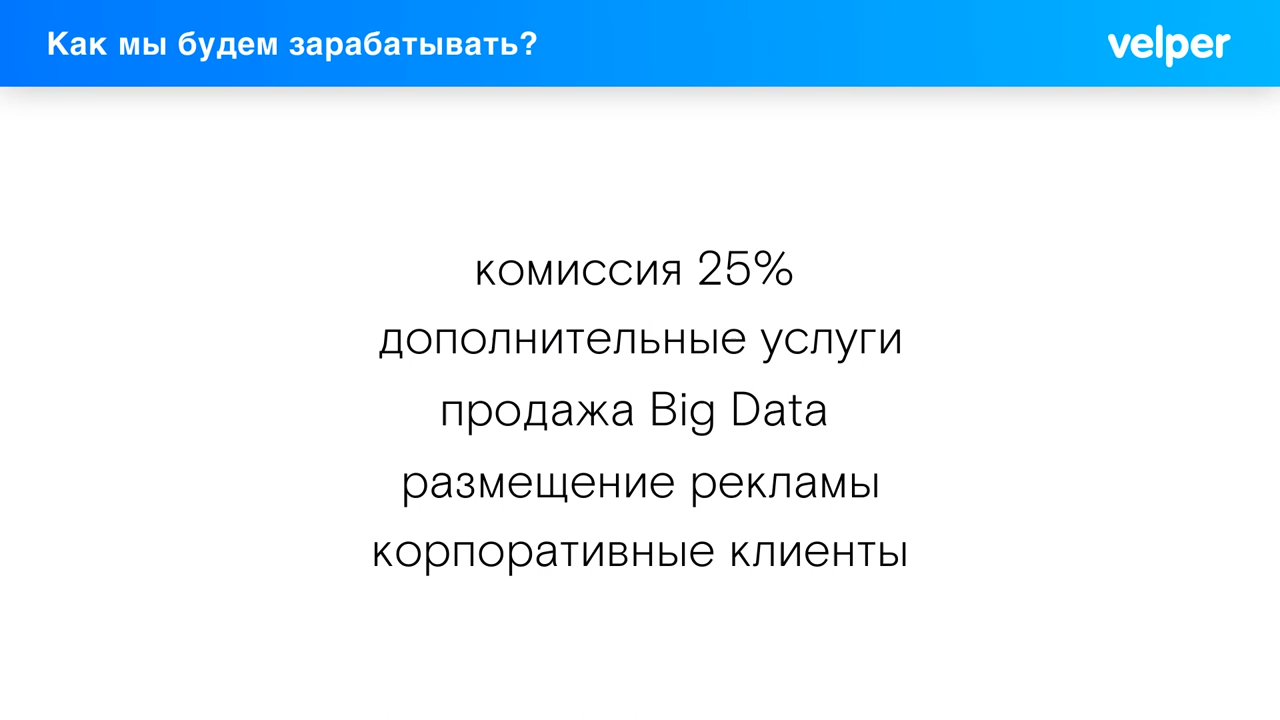 Как мы будем зарабатывать?
velper
комиссия 25%
дополнительные услуги
продажа Big Data
размещение рекламы
корпоративные клиенты